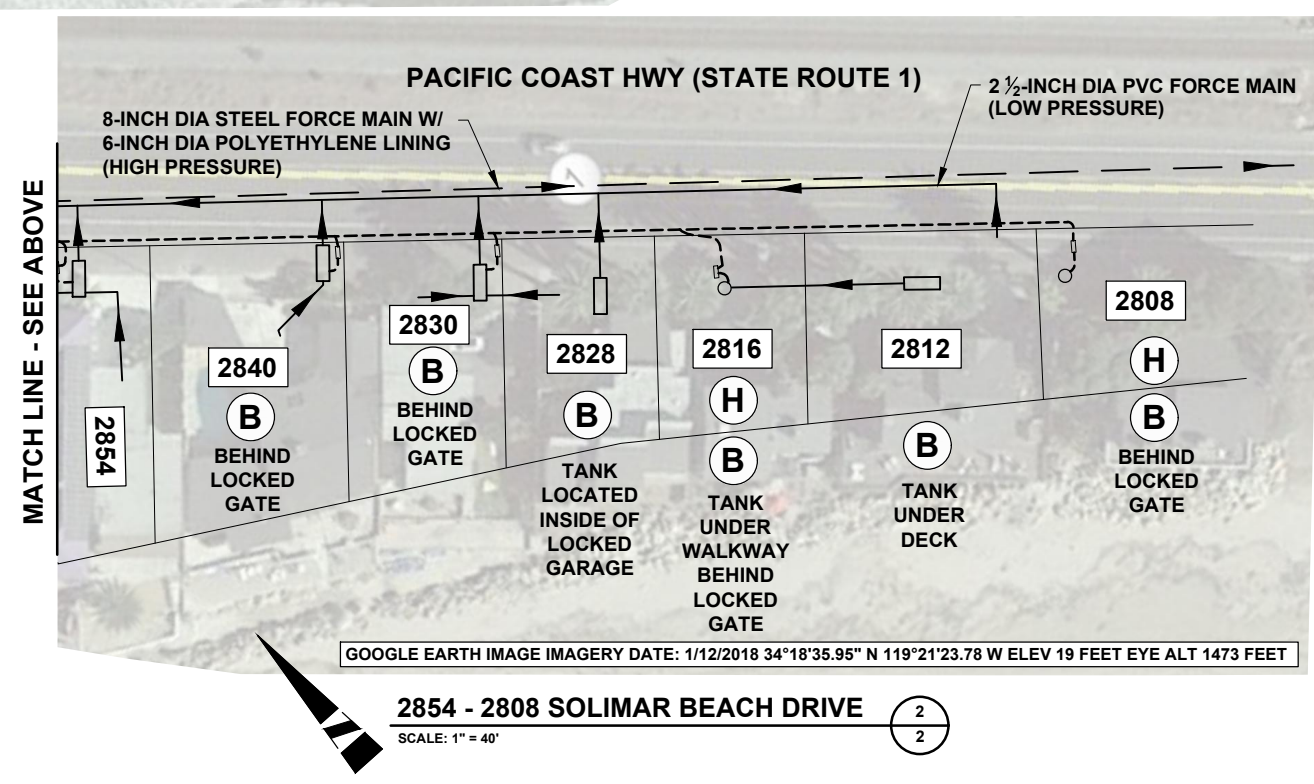 PACIFIC COAST HWY (STATE ROUTE 1)
2 ½-INCH DIA PVC FORCE MAIN
(LOW PRESSURE)
8-INCH DIA STEEL FORCE MAIN W/
6-INCH DIA POLYETHYLENE LINING
(HIGH PRESSURE)
1
MATCH LINE - SEE ABOVE
2854
2840
B
BEHIND
LOCKED
GATE
2830
B
BEHIND
LOCKED
GATE
2828
B
TANK
LOCATED
INSIDE OF
LOCKED
GARAGE
2816
H
B
TANK
UNDER
WALKWAY
BEHIND
LOCKED
GATE
2812
B
TANK
UNDER
DECK
2808
H
B
BEHIND
LOCKED
GATE
GOOGLE EARTH IMAGE IMAGERY DATE: 1/12/2018 34°18'35.95" N 119°21'23.78 W ELEV 19 FEET EYE ALT 1473 FEET
2854 - 2808 SOLIMAR BEACH DRIVE
SCALE: 1" = 40'
2
2